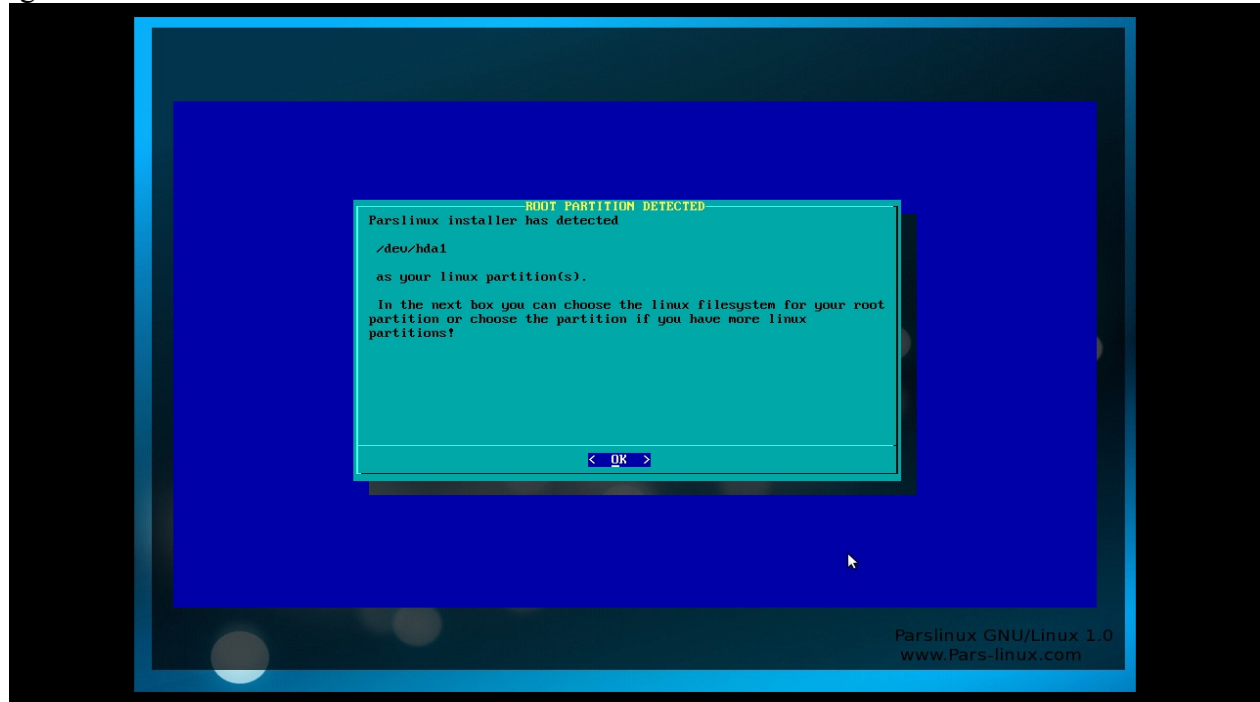 ROOT PARTITION DETECTED
Parslinux installer has detected
/dev/hda1
as your linux partition(s).
In the next box you can choose the linux filesystem for your root
partition or choose the partition if you have more linux
partitions!
< OK >
Parslinux GNU/Linux 1.0
www.Pars-linux.com